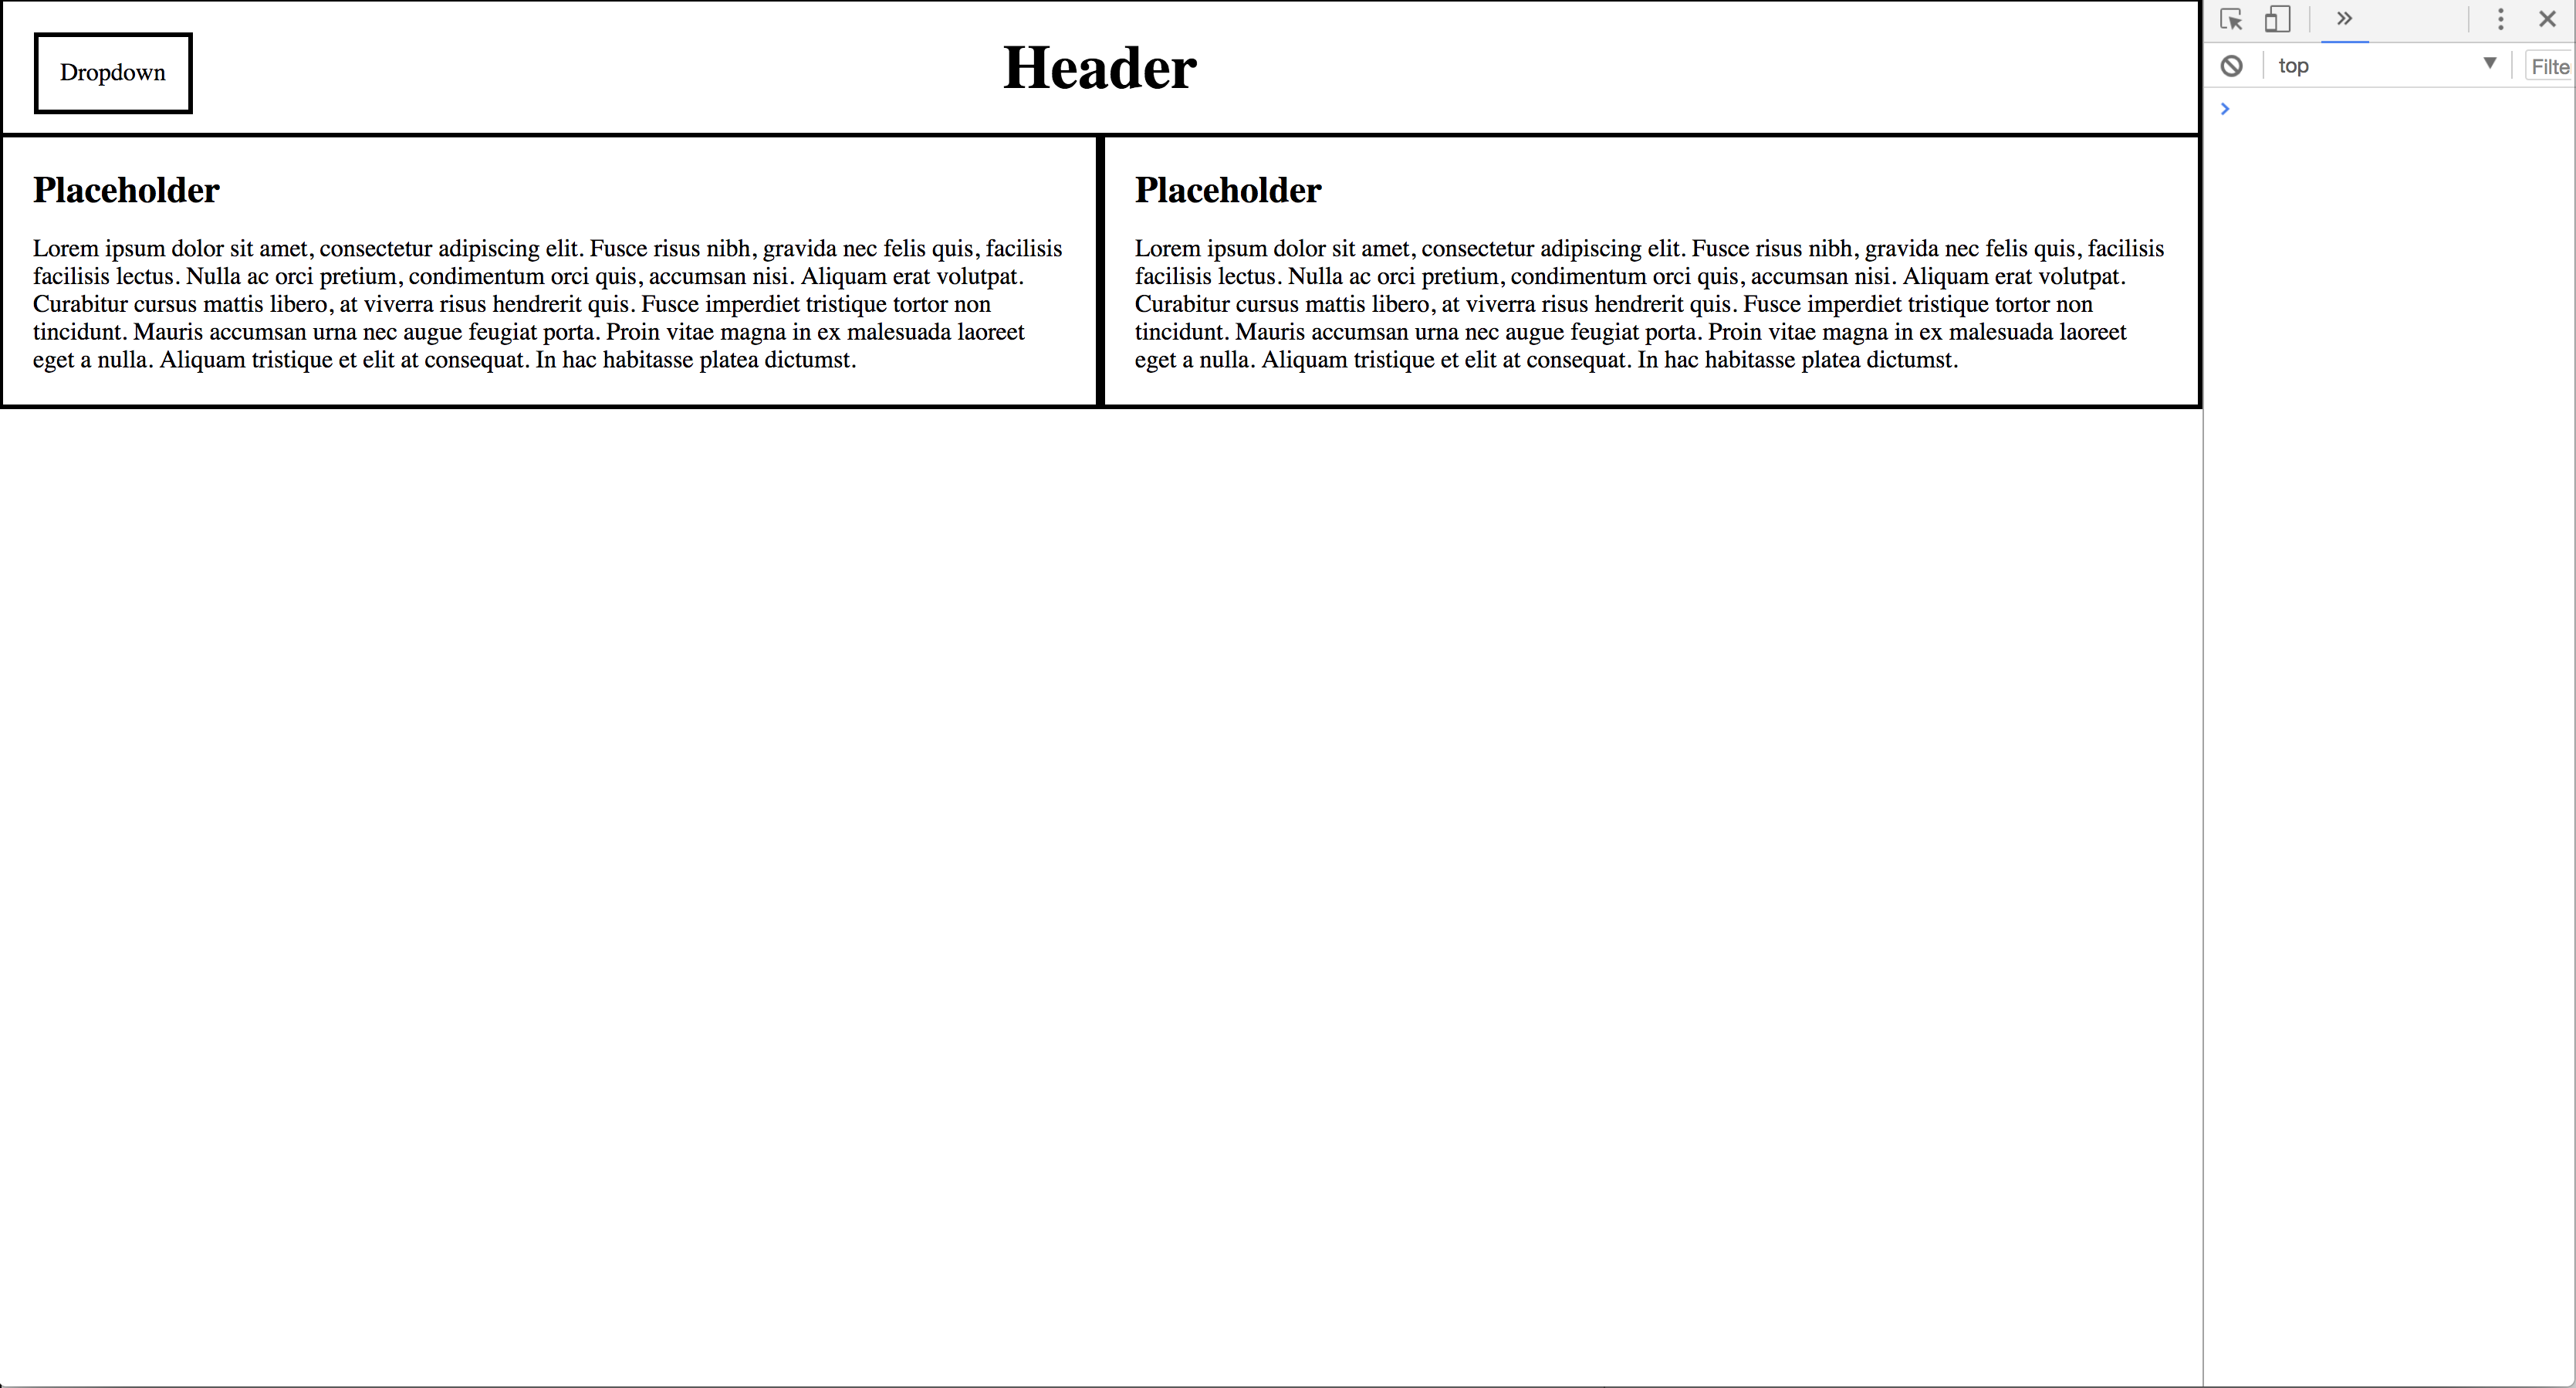 Dropdown
Header
Placeholder
Lorem ipsum dolor sit amet, consectetur adipiscing elit. Fusce risus nibh, gravida nec felis quis, facilisis
facilisis lectus. Nulla ac orci pretium, condimentum orci quis, accumsan nisi. Aliquam erat volutpat.
Curabitur cursus mattis libero, at viverra risus hendrerit quis. Fusce imperdiet tristique tortor non
tincidunt. Mauris accumsan urna nec augue feugiat porta. Proin vitae magna in ex malesuada laoreet
eget a nulla. Aliquam tristique et elit at consequat. In hac habitasse platea dictumst.
Placeholder
Lorem ipsum dolor sit amet, consectetur adipiscing elit. Fusce risus nibh, gravida nec felis quis, facilisis
facilisis lectus. Nulla ac orci pretium, condimentum orci quis, accumsan nisi. Aliquam erat volutpat.
Curabitur cursus mattis libero, at viverra risus hendrerit quis. Fusce imperdiet tristique tortor non
tincidunt. Mauris accumsan urna nec augue feugiat porta. Proin vitae magna in ex malesuada laoreet
eget a nulla. Aliquam tristique et elit at consequat. In hac habitasse platea dictumst.
top
Filte